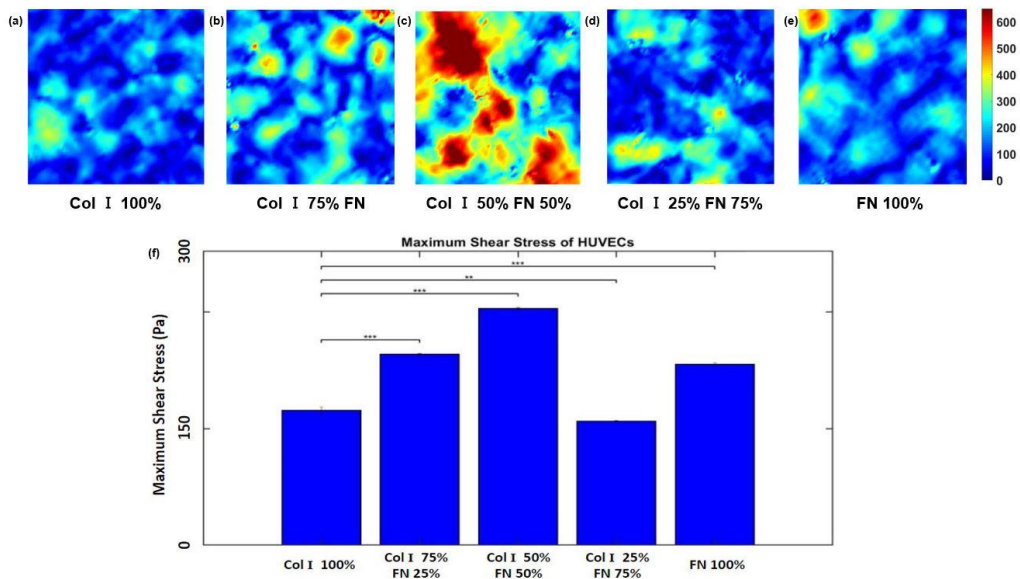 (a)
(b)
(c)
(d)
(e)
600
500
400
300
200
100
0
Col I 100%
Col I 75% FN
Col I 50% FN 50%
Col I 25% FN 75%
FN 100%
(f)
Maximum Shear Stress of HUVECs
300
150
0
Maximum Shear Stress (Pa)
***
**
***
***
Col I 100%
Col I 75%
FN 25%
Col I 50%
FN 50%
Col I 25%
FN 75%
FN 100%